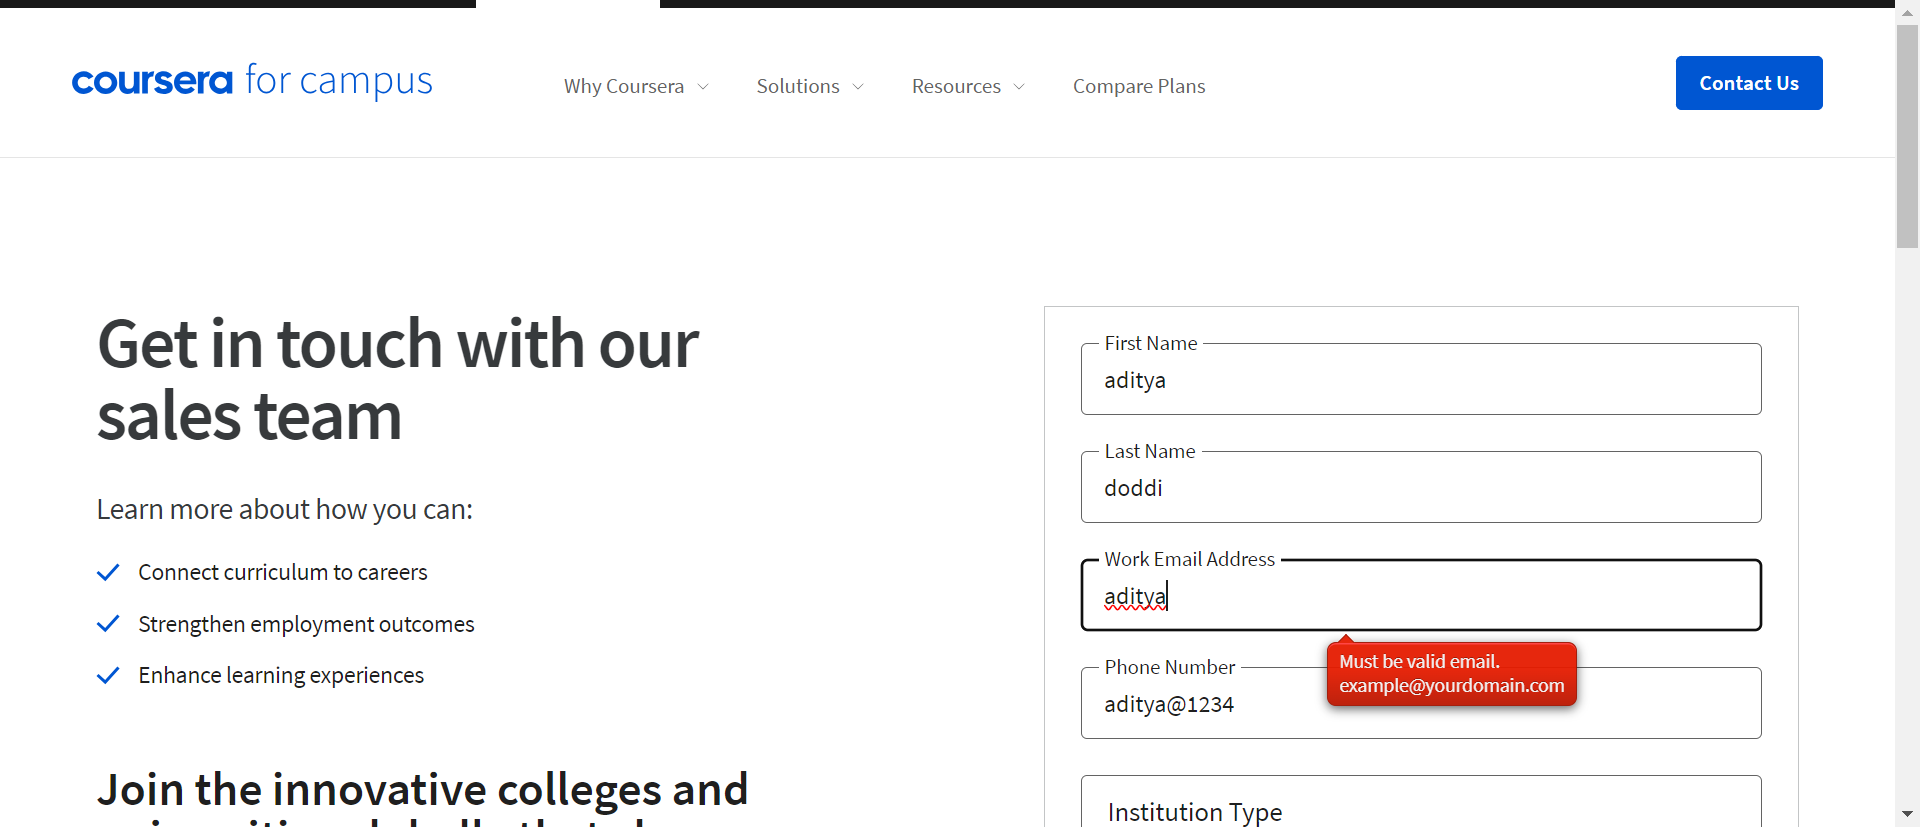 coursera for campus
Why Coursera
Solutions
Resources
Compare Plans
Contact Us
Get in touch with our
sales team
Learn more about how you can:
Connect curriculum to careers
Strengthen employment outcomes
Enhance learning experiences
Join the innovative colleges and
First Name
aditya
Last Name
doddi
Work Email Address
aditya
Must be valid email.
example@yourdomain.com
Phone Number
aditya@1234
Institution Type